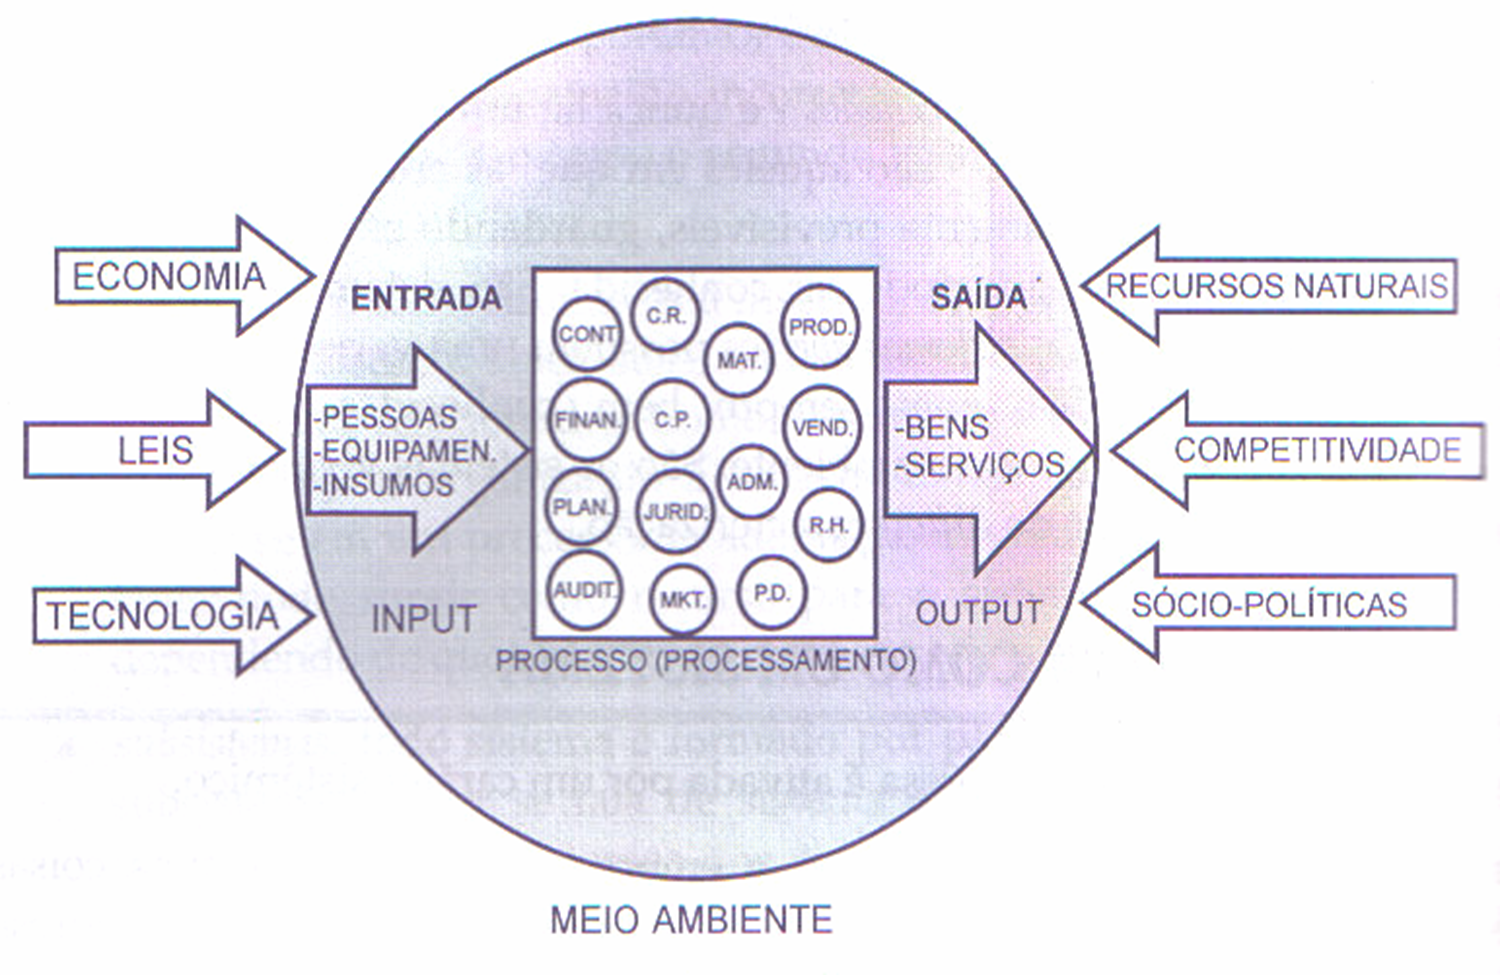 ECONOMIA
LEIS
TECNOLOGIA
ENTRADA
-PESSOAS
-EQUIPAMEN.
-INSUMOS
INPUT
CONT
C.R.
MAT.
PROD.
FINAN.
C.P.
VEND.
ADM.
PLAN.
JURID.
R.H.
AUDIT.
MKT.
P.D.
PROCESSO (PROCESSAMENTO)
SAÍDA
-BENS
-SERVIÇOS
OUTPUT
RECURSOS NATURAIS
COMPETITIVIDADE
SÓCIO-POLÍTICAS
MEIO AMBIENTE